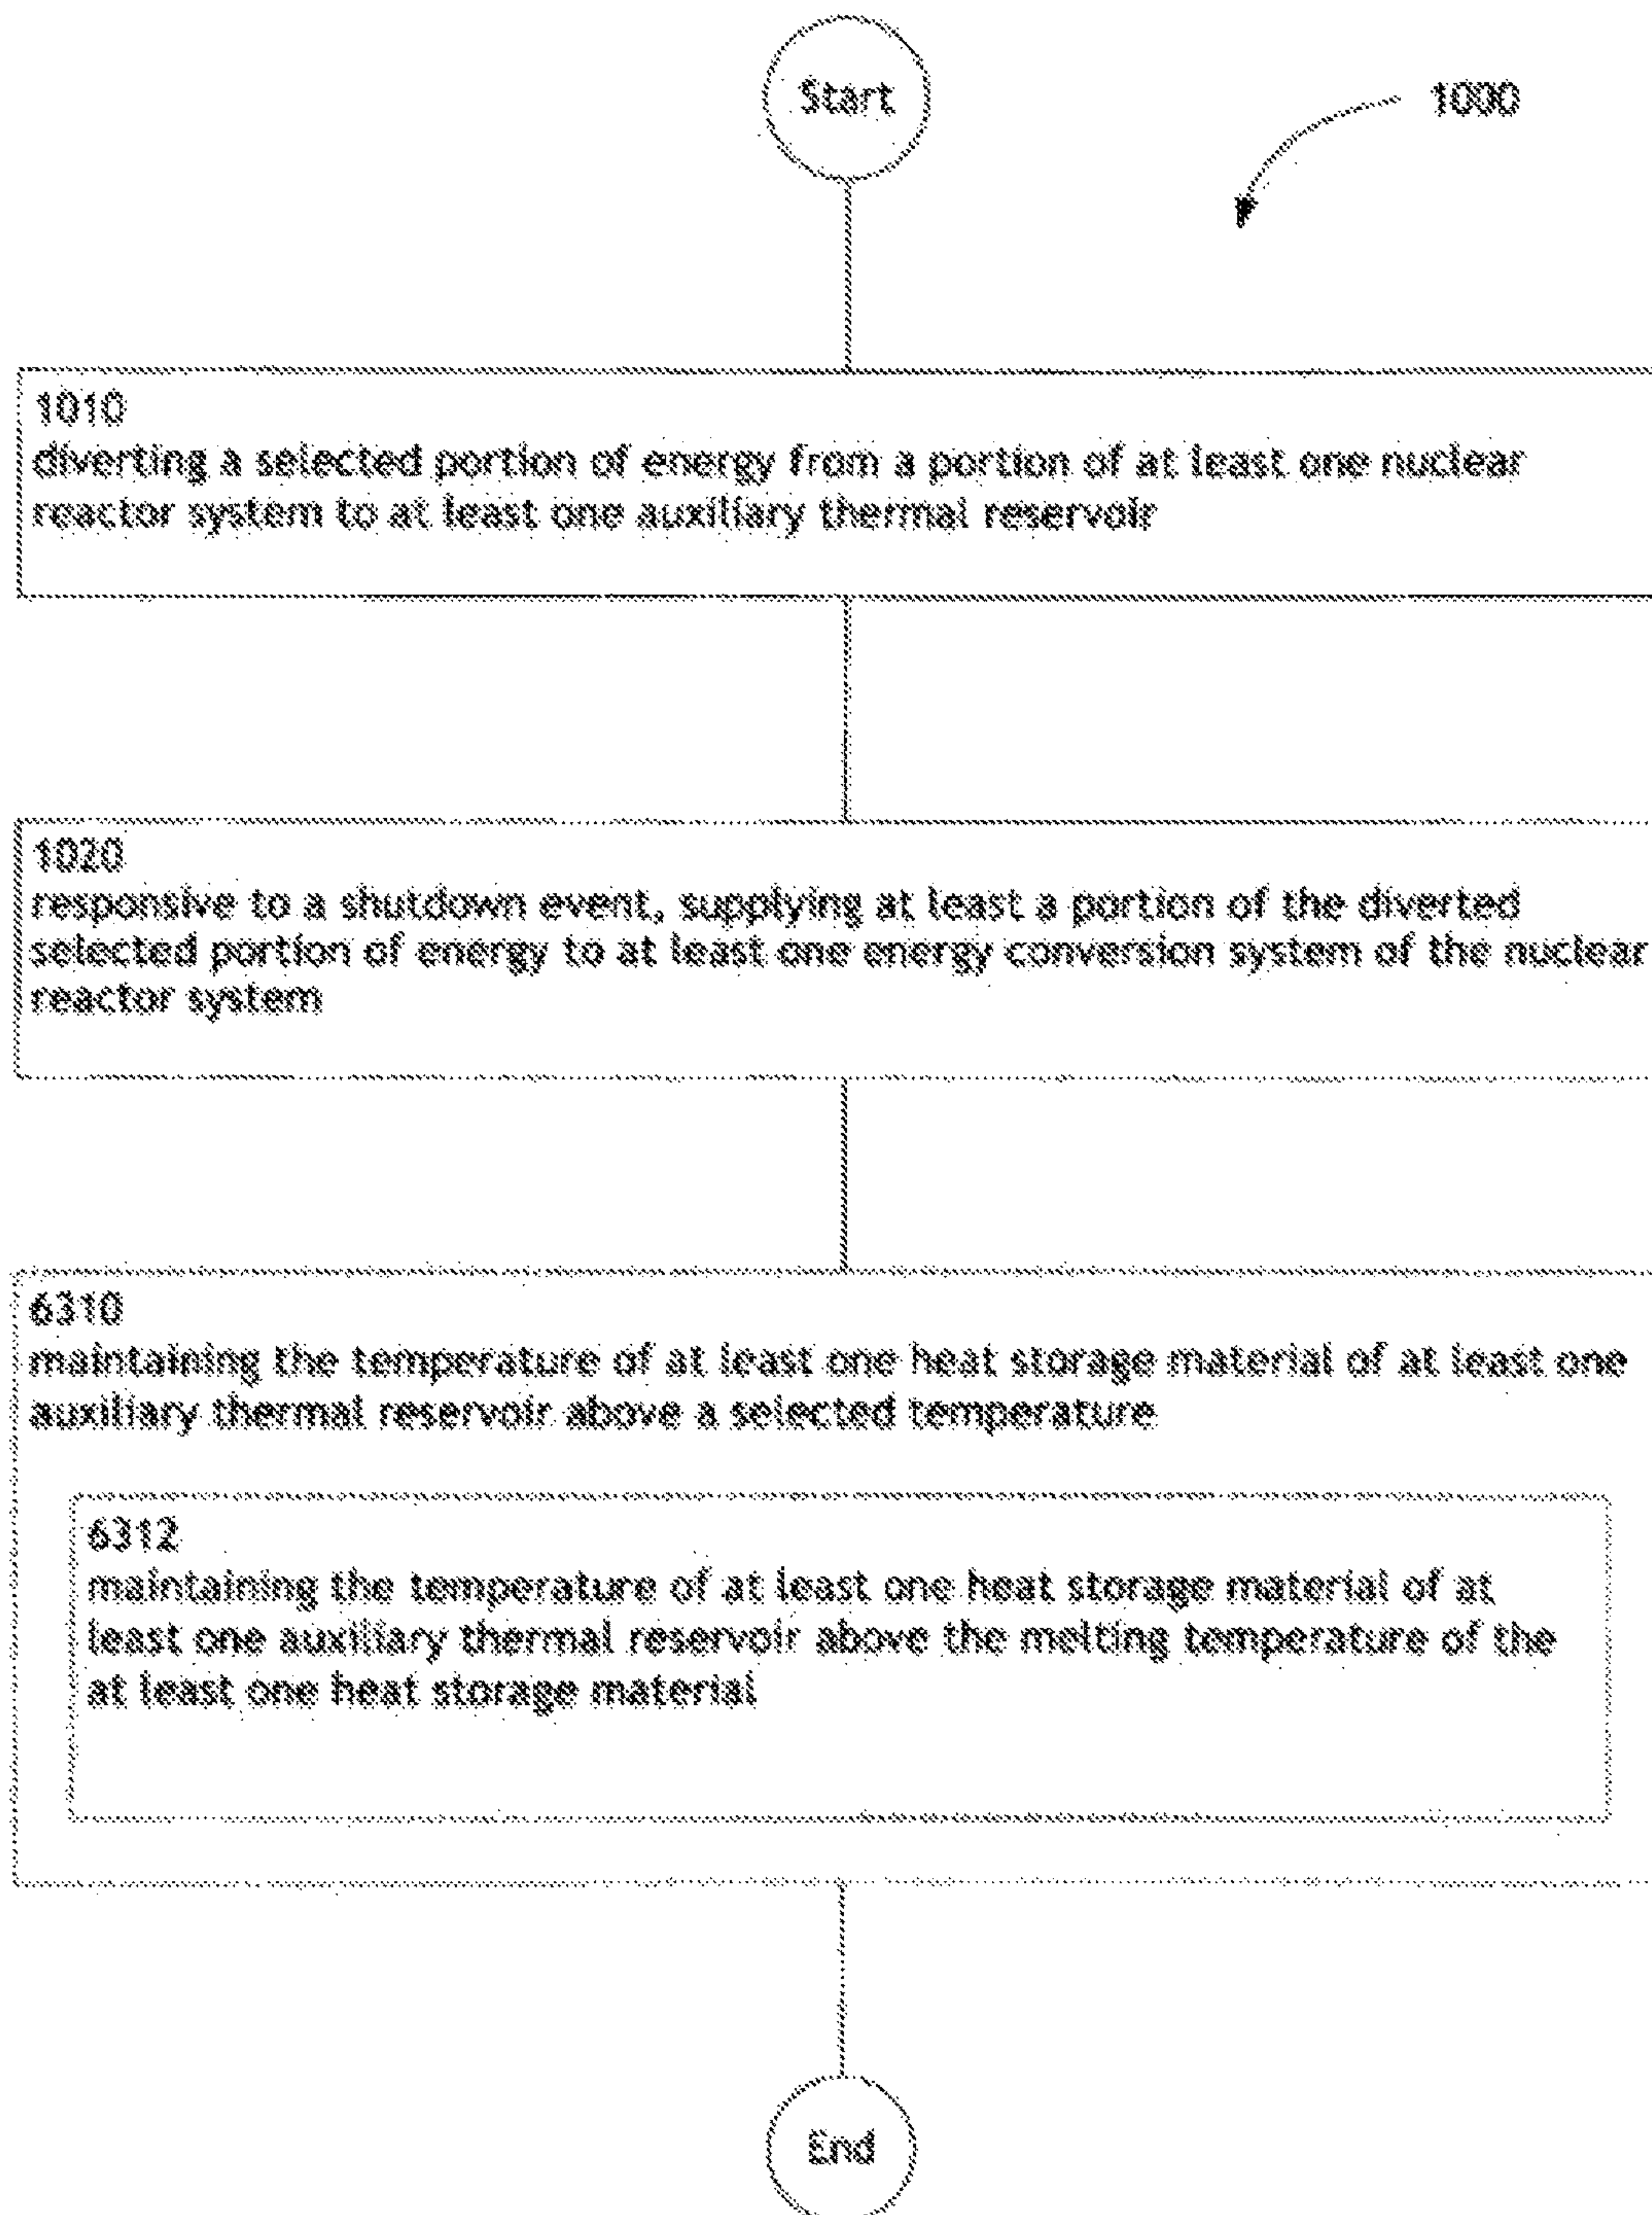 Start
1000
1010
diverting a selected portion of energy from a portion of at least one nuclear
reactor system to at least one auxiliary thermal reservoir
1020
responsive to a shutdown event, supplying at least a portion of the diverted
selected portion of energy to at least one energy conversion system of the nuclear
reactor system
6310
maintaining the temperature of at least one heat storage material of at least one
auxiliary thermal reservoir above a selected temperature
6312
maintaining the temperature of at least one heat storage material of at
least one auxiliary thermal reservoir above the melting temperature of the
at least one heat storage material
End